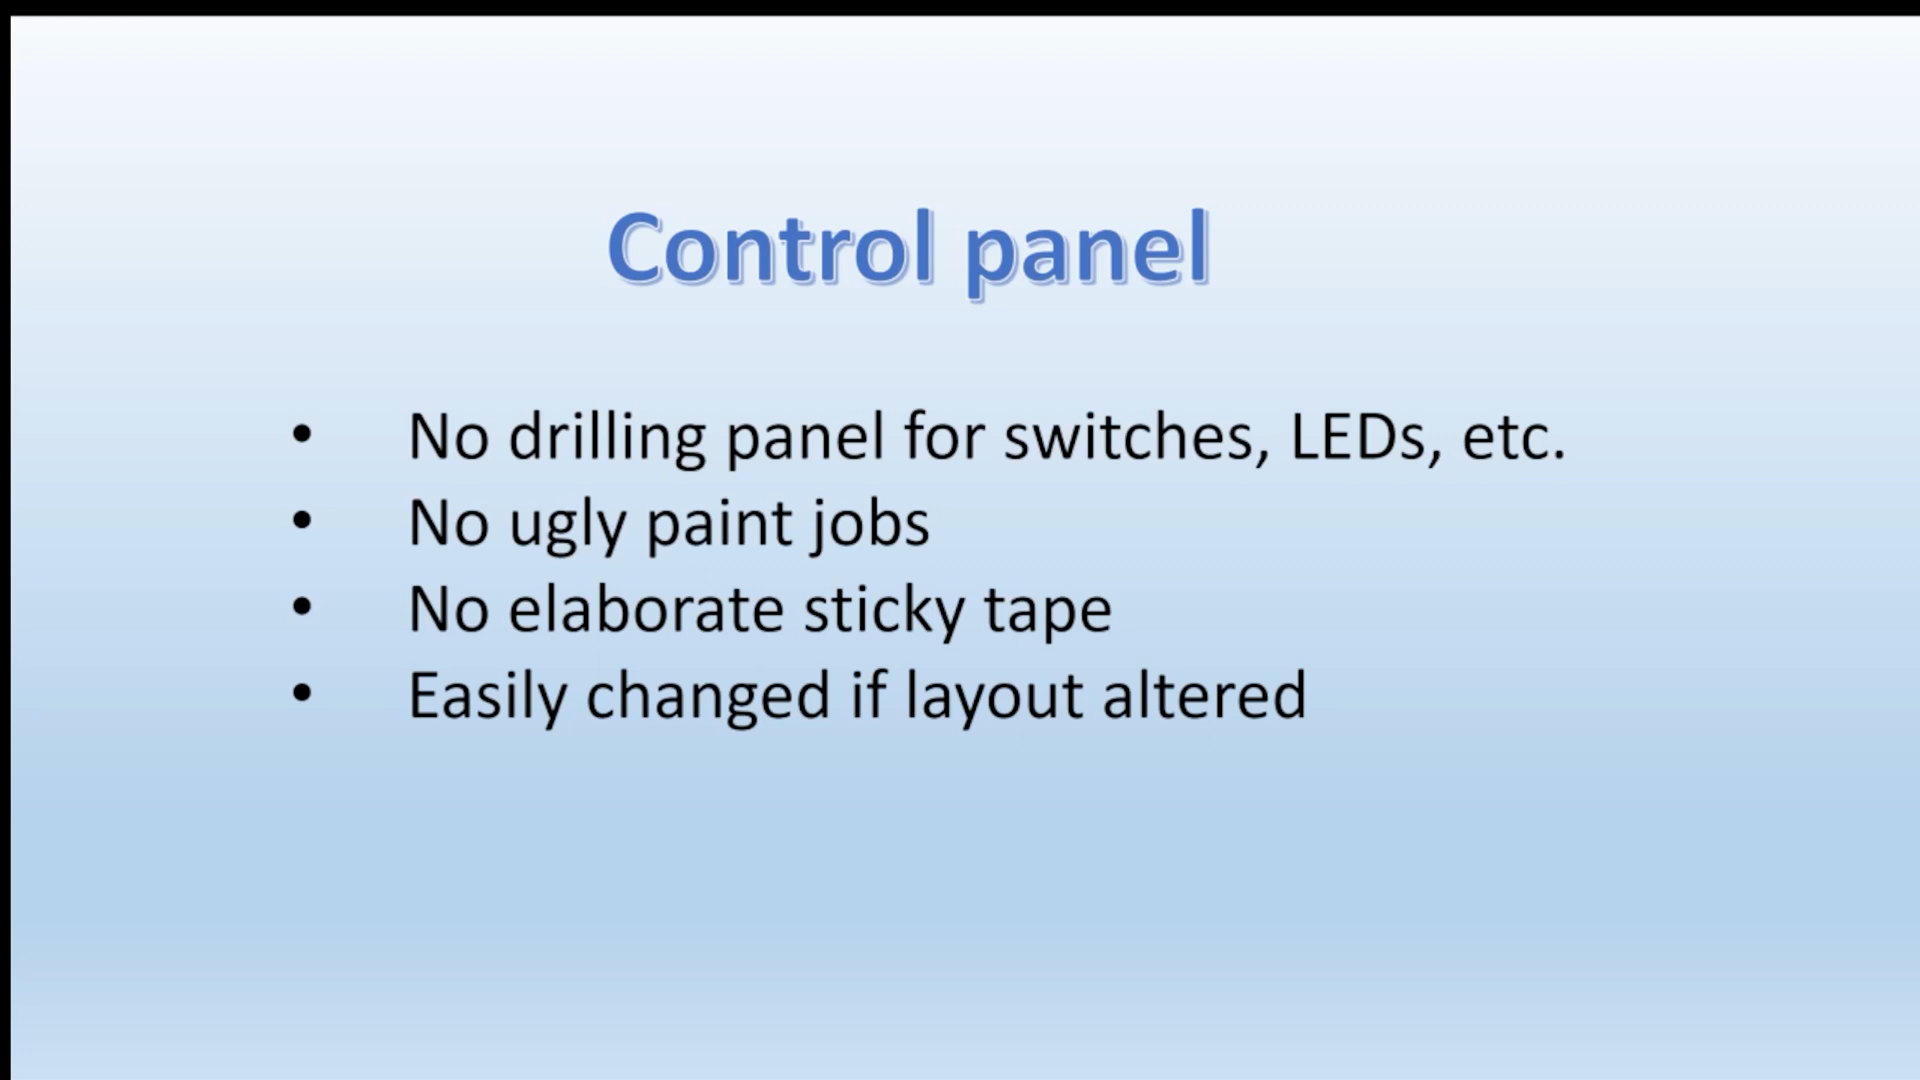 Control panel
• No drilling panel for switches, LEDs, etc.
• No ugly paint jobs
• No elaborate sticky tape
• Easily changed if layout altered